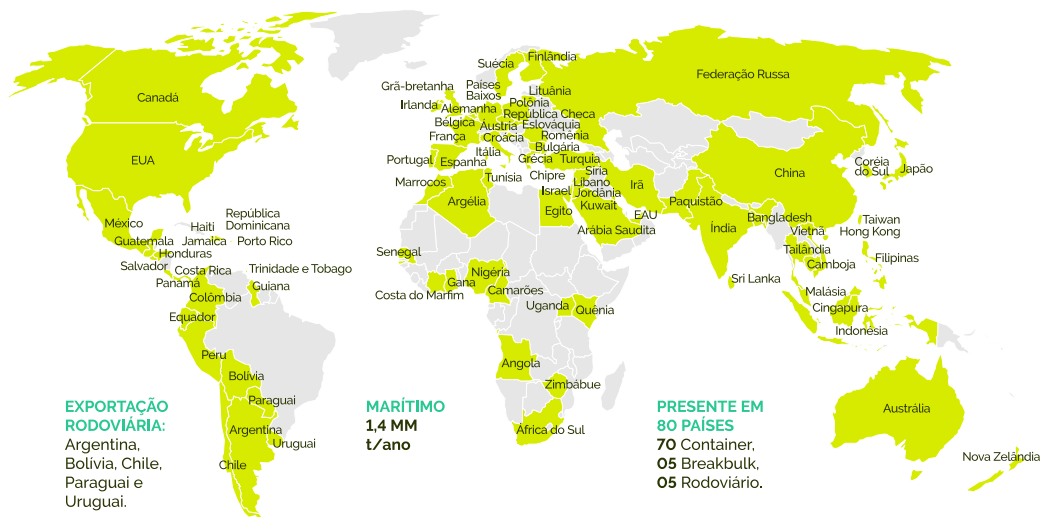 Canadá
EUA
México
Guatemala
Honduras
Salvador
Costa Rica
Panamá
Haiti
Jamaica
República
Dominicana
Porto Rico
Trinidade e Tobago
Guiana
Colômbia
Equador
Peru
Bolívia
Paraguai
Argentina
Uruguai
Chile
Suécia
Finlândia
Grã-bretanha
Países
Baixos
Lituânia
Irlanda
Alemanha
Polônia
Bélgica
Áustria
República Checa
Eslováquia
França
Croácia
Romênia
Itália
Bulgária
Portugal
Espanha
Grécia
Turquia
Marrocos
Tunisia
Chipre
Síria
Líbano
Israel
Jordânia
Irã
Argélia
Egito
Kuwait
EAU
Arábia Saudita
Senegal
Costa do Marfim
Gana
Nigéria
Camarões
Uganda
Quênia
Angola
Zimbábue
África do Sul
Federação Russa
China
Coréia
do Sul
Japão
Paquistão
Índia
Bangladesh
Taiwan
Hong Kong
Vietnã
Tailândia
Camboja
Filipinas
Sri Lanka
Malásia
Cingapura
Indonésia
Austrália
Nova Zelândia
EXPORTAÇÃO
RODOVIÁRIA:
Argentina,
Bolívia, Chile,
Paraguai e
Uruguai.
MARÍTIMO
1,4 MM
t/ano
PRESENTE EM
80 PAÍSES
70 Container,
05 Breakbulk,
05 Rodoviário.